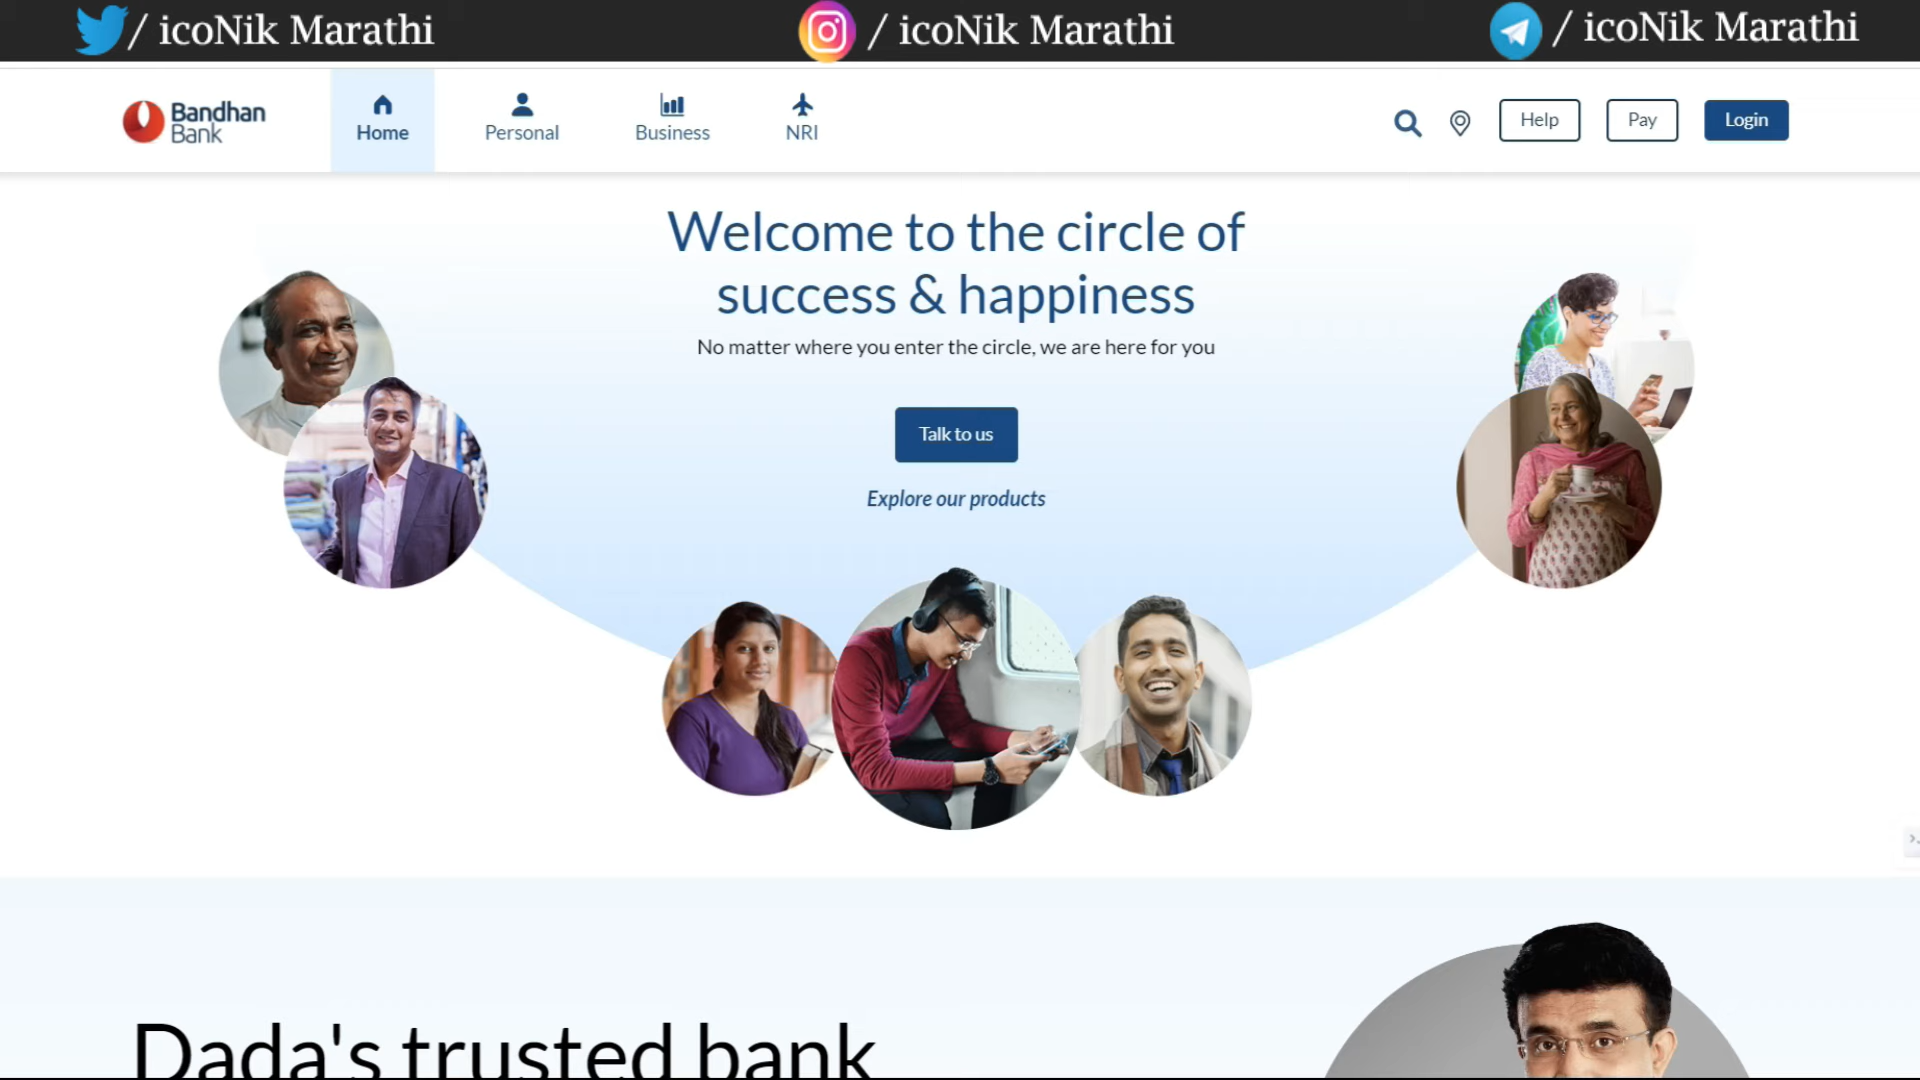 / icoNik Marathi
/ icoNik Marathi
/ icoNik Marathi
Bandhan
Bank
Home
Personal
Business
NRI
Help
Pay
Login
Welcome to the circle of
success & happiness
No matter where you enter the circle, we are here for you
Talk to us
Explore our products
Dada's trusted bank